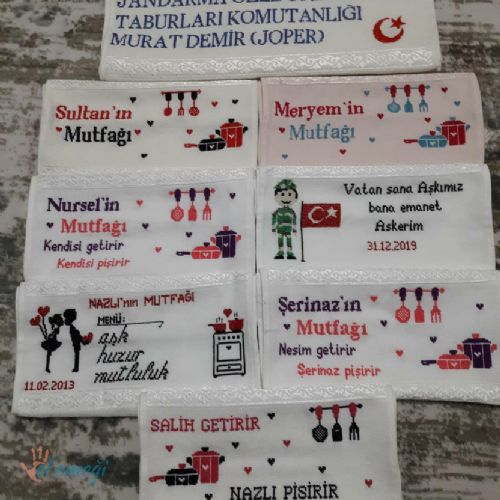 TABURLARI KOMUTANLIĞI
MURAT DEMİR (JOPER)
Sultan'ın
Mutfağı
Meryem'in
Mutfağı
Nursel'in
Mutfağı
Kendisi getirir
Kendisi pişirir
Vatan sana Aşkımız
bana emanet
Askerim
31.12.2019
NAZLI'nın MUTFAĞI
MENÜ:
aşk
huzur
mutluluk
11.02.2013
Şerinaz'ın
Mutfağı
Nesim getirir
Şerinaz pişirir
SALİH GETİRİR
NAZLI PİŞİRİR
el emeği